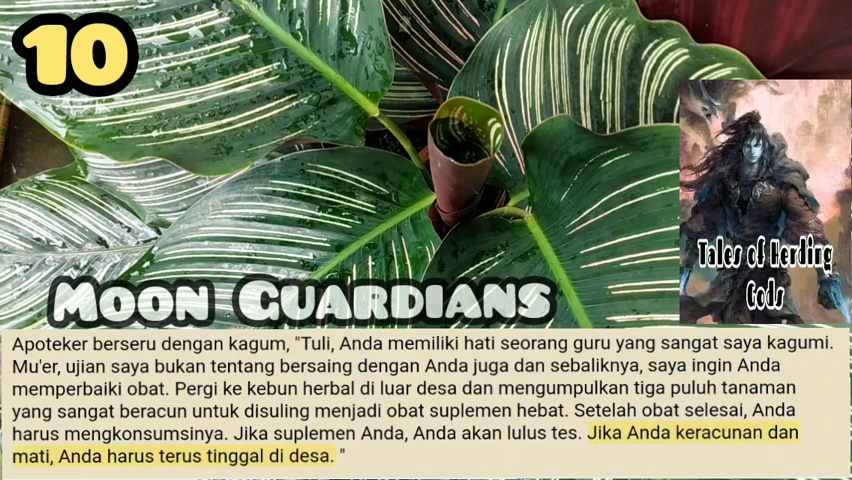 10
Tales of Herding
Gods
Moon Guardians
Apoteker berseru dengan kagum, "Tuli, Anda memiliki hati seorang guru yang sangat saya kagumi.
Mu'er, ujian saya bukan tentang bersaing dengan Anda juga dan sebaliknya, saya ingin Anda
memperbaiki obat. Pergi ke kebun herbal di luar desa dan mengumpulkan tiga puluh tanaman
yang sangat beracun untuk disuling menjadi obat suplemen hebat. Setelah obat selesai, Anda
harus mengkonsumsinya. Jika suplemen Anda, Anda akan lulus tes. Jika Anda keracunan dan
mati, Anda harus terus tinggal di desa. "